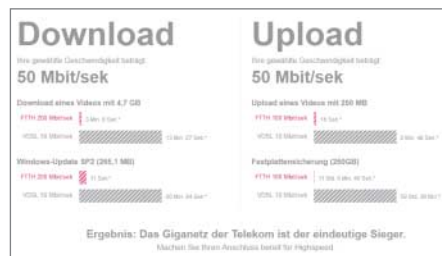 Download
Ihre gewählte Geschwindigkeit beträgt:
50 Mbit/sek
Download eines Videos mit 4,7 GB
FTTH 200 Mbit/sek
VDSL 16 Mbit/sek
Windows-Update SP2 (265,1 MB)
FTTH 200 Mbit/sek
11 Sek.*
VDSL 16 Mbit/sek
Upload
Ihre gewählte Geschwindigkeit beträgt:
50 Mbit/sek
Upload eines Videos mit 250 MB
FTTH 100 Mbit/sek
VDSL 10 Mbit/sek
Festplattensicherung (250GB)
FTTH 100 Mbit/sek
VDSL 10 Mbit/sek
Ergebnis: Das Giganetz der Telekom ist der eindeutige Sieger.
Machen Sie Ihren Anschluss bereit für Highspeed